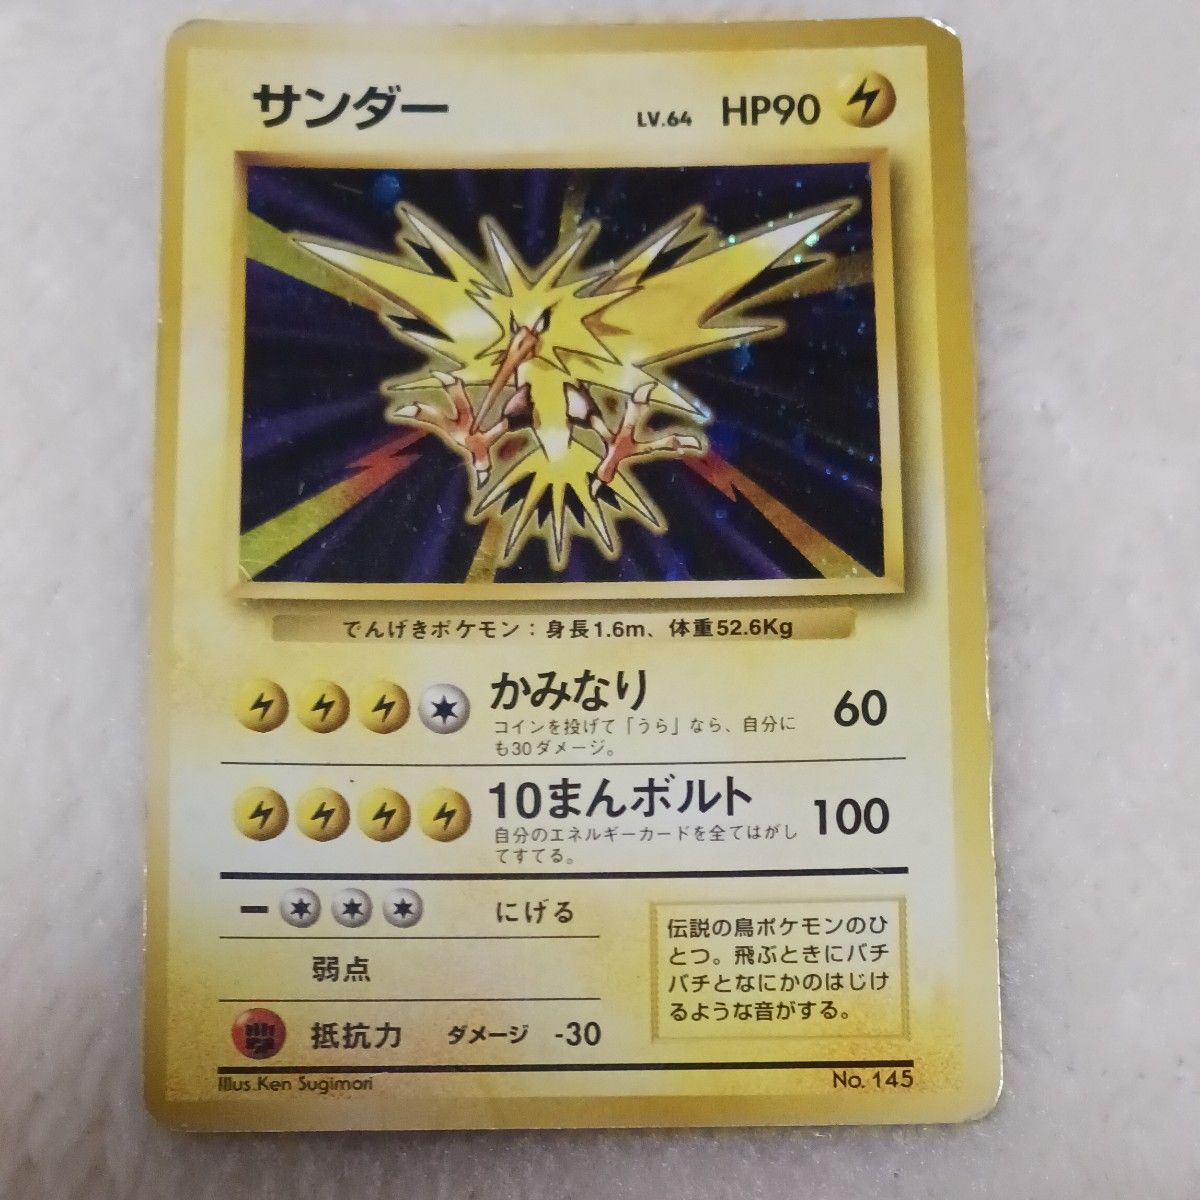 サンダー LV.64 HP90
でんげきポケモン：身長1.6m、体重52.6Kg
かみなり 60
コインを投げて「うら」なら、自分に
も30ダメージ。
10まんボルト 100
自分のエネルギーカードを全てはがし
てすてる。
ー にげる
弱点
抵抗力 ダメージ -30
伝説の鳥ポケモンのひ
とつ。飛ぶときにバチ
バチとなにかのはじけ
るような音がする。
Illus.Ken Sugimori No. 145